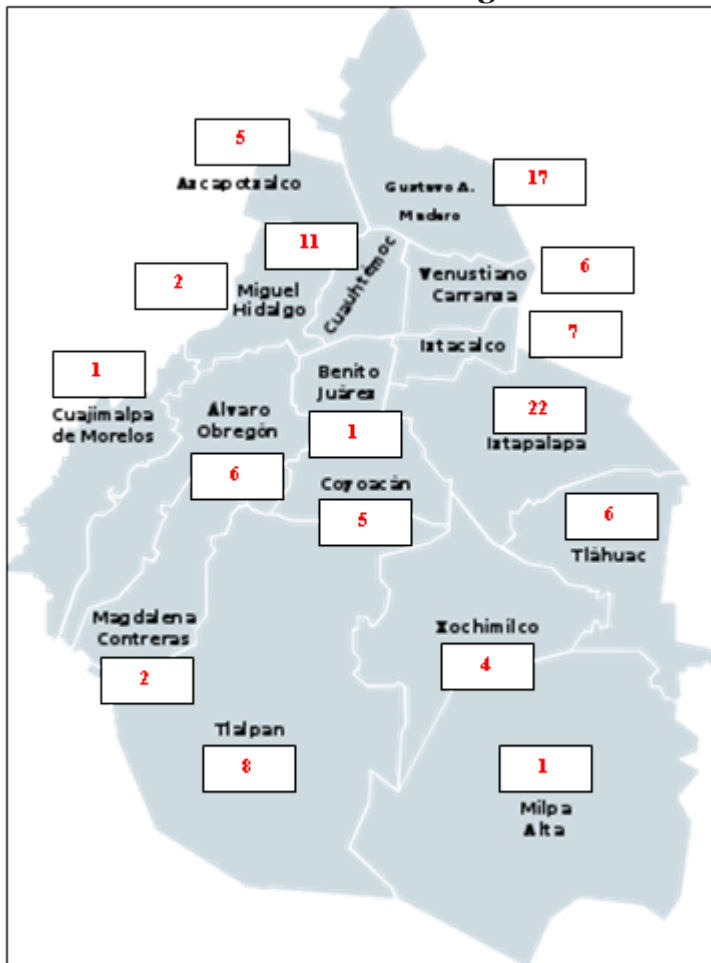 5
Azcapotzalco
17
Gustavo A.
Madero
11
Cuauhtémoc
6
Venustiano
Carranza
2
Miguel
Hidalgo
7
Iztacalco
1
Cuajimalpa
de Morelos
Benito
Juárez
1
Álvaro
Obregón
6
22
Iztapalapa
Coyoacán
5
6
Tláhuac
Magdalena
Contreras
2
Xochimilco
4
Tlalpan
8
1
Milpa
Alta